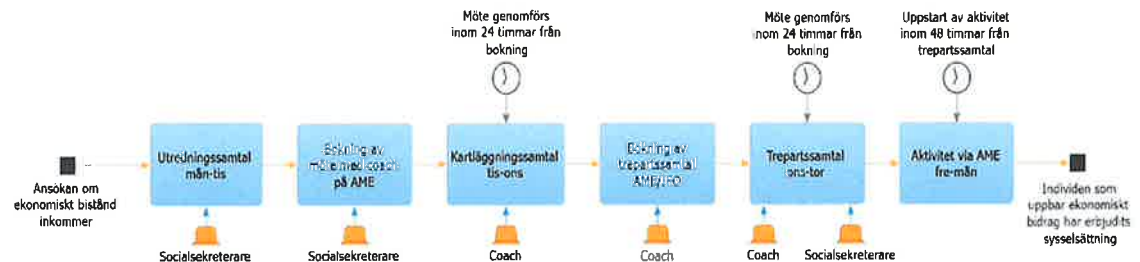 Möte genomförs
inom 24 timmar från
bokning
Möte genomförs
inom 24 timmar från
bokning
Uppstart av aktivitet
inom 48 timmar från
trepartssamtal
Ansökan om
ekonomiskt bistånd
inkommer
Utredningssamtal
mån-tis
Bokning av
möte med coach
på AME
Kartläggningssamtal
tis-ons
Bokning av
trepartssamtal
Trepartssamtal
ons-tor
Aktivitet via AME
fre-mån
Individen som
uppbar ekonomiskt
bidrag har erbjudits
sysselsättning
Socialsekreterare
Socialsekreterare
Coach
Coach
Coach
Socialsekreterare